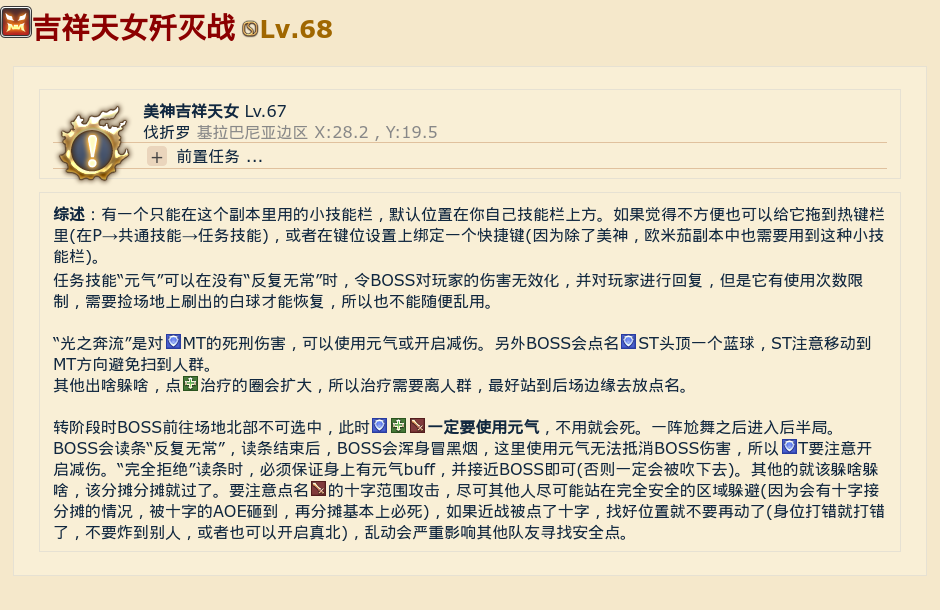 吉祥天女歼灭战 Lv.68
美神吉祥天女 Lv.67
伐折罗 基拉巴尼亚边区 X:28.2 , Y:19.5
+ 前置任务 ...
综述：有一个只能在这个副本里用的小技能栏，默认位置在你自己技能栏上方。如果觉得不方便也可以给它拖到热键栏
里(在P→共通技能→任务技能)，或者在键位设置上绑定一个快捷键(因为除了美神，欧米茄副本中也需要用到这种小技
能栏)。
任务技能“元气”可以在没有“反复无常”时，令BOSS对玩家的伤害无效化，并对玩家进行回复，但是它有使用次数限
制，需要捡场地上刷出的白球才能恢复，所以也不能随便乱用。
“光之奔流”是对MT的死刑伤害，可以使用元气或开启减伤。另外BOSS会点名ST头顶一个蓝球，ST注意移动到
MT方向避免扫到人群。
其他出啥躲啥，点治疗的圈会扩大，所以治疗需要离人群，最好站到后场边缘去放点名。
转阶段时BOSS前往场地北部不可选中，此时一定要使用元气，不用就会死。一阵尬舞之后进入后半局。
BOSS会读条“反复无常”，读条结束后，BOSS会浑身冒黑烟，这里使用元气无法抵消BOSS伤害，所以T要注意开
启减伤。“完全拒绝”读条时，必须保证身上有元气buff，并接近BOSS即可(否则一定会被吹下去)。其他的就该躲啥躲
啥，该分摊分摊就过了。要注意点名的十字范围攻击，尽可其他人尽可能站在完全安全的区域躲避(因为会有十字接
分摊的情况，被十字的AOE砸到，再分摊基本上必死)，如果近战被点了十字，找好位置就不要再动了(身位打错就打错
了，不要炸到别人，或者也可以开启真北)，乱动会严重影响其他队友寻找安全点。